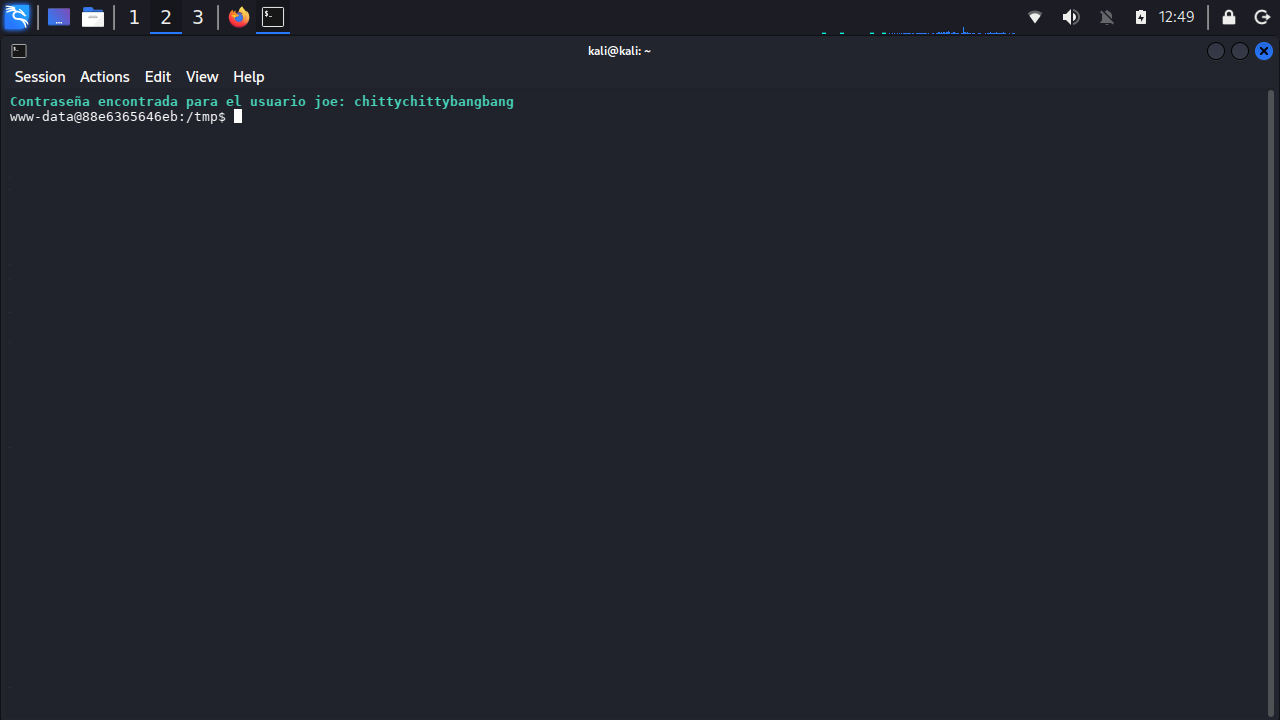 1 2 3 12:49
kali@kali: ~
Session Actions Edit View Help
Contraseña encontrada para el usuario joe: chittychittybangbang
www-data@88e6365646eb:/tmp$